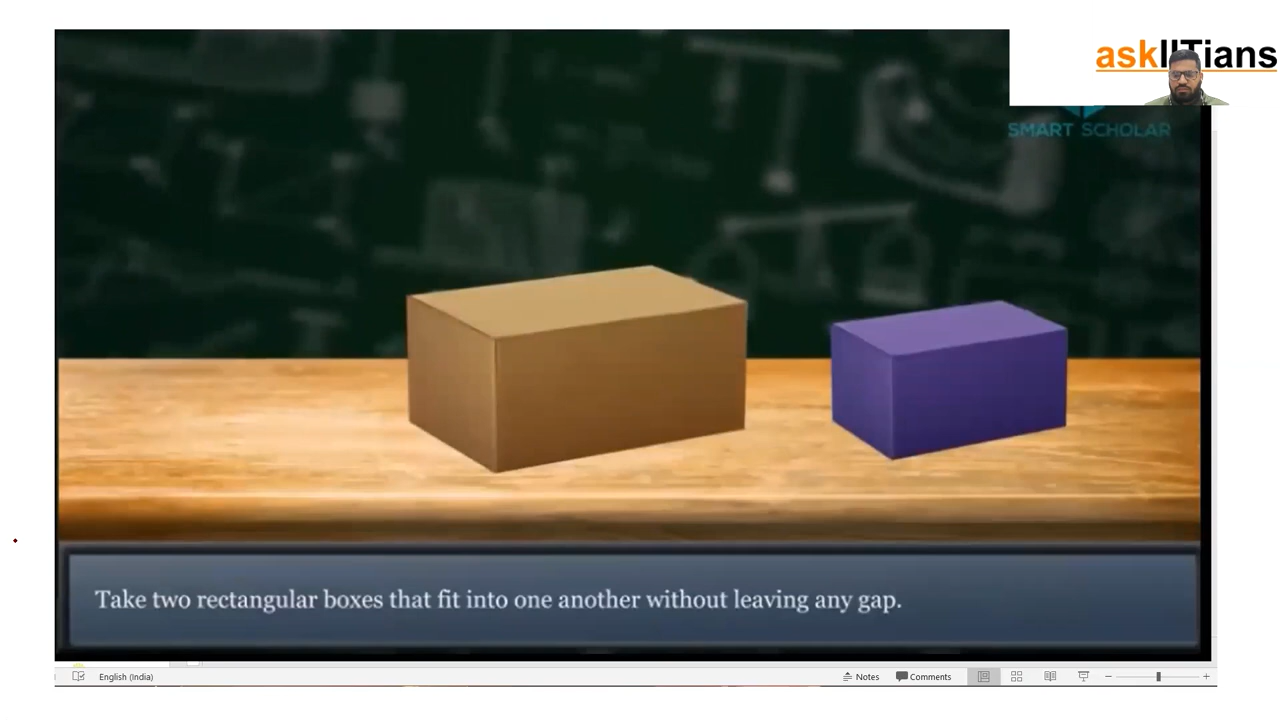 askIITians
SMART SCHOLAR
Take two rectangular boxes that fit into one another without leaving any gap.
English (India)
Notes
Comments